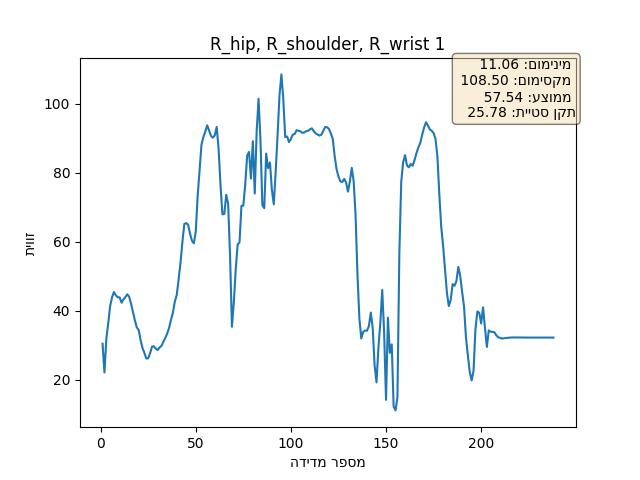 R_hip, R_shoulder, R_wrist 1
מינימום: 11.06
מקסימום: 108.50
ממוצע: 57.54
תקן סטיית: 25.78
זווית
100
80
60
40
20
0 50 100 150 200
מספר מדידה